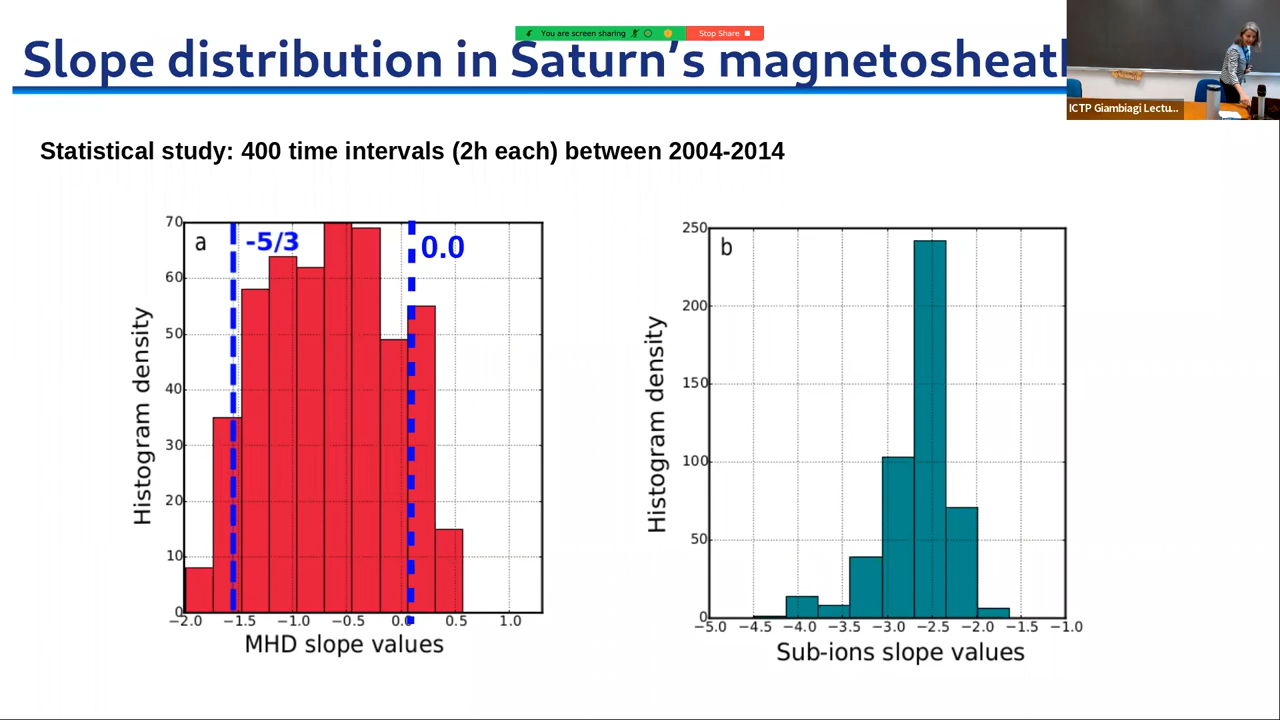 You are screen sharing
Stop Share
Slope distribution in Saturn's magnetosheat
ICTP Giambiagi Lectu...
Statistical study: 400 time intervals (2h each) between 2004-2014
a
-5/3
0.0
70
60
50
40
30
20
10
0
Histogram density
−2.0 −1.5 −1.0 −0.5 0.0 0.5 1.0
MHD slope values
b
250
200
150
100
50
0
Histogram density
−5.0 −4.5 −4.0 −3.5 −3.0 −2.5 −2.0 −1.5 −1.0
Sub-ions slope values